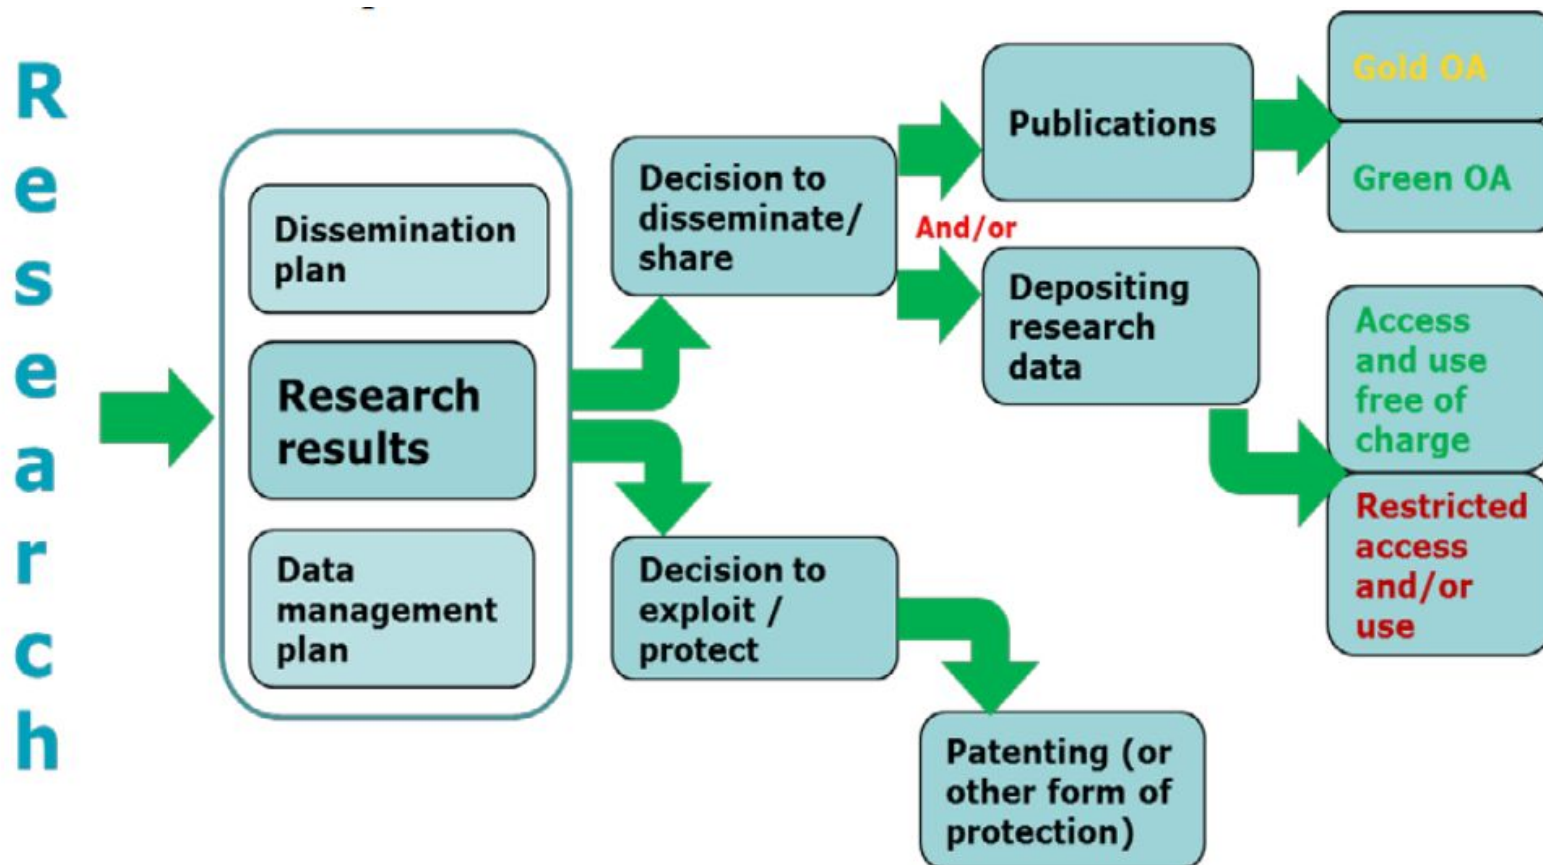 Research
Dissemination
plan
Research
results
Data
management
plan
Decision to
disseminate/
share
And/or
Decision to
exploit /
protect
Publications
Depositing
research
data
Patenting (or
other form of
protection)
Gold OA
Green OA
Access
and use
free of
charge
Restricted
access
and/or
use